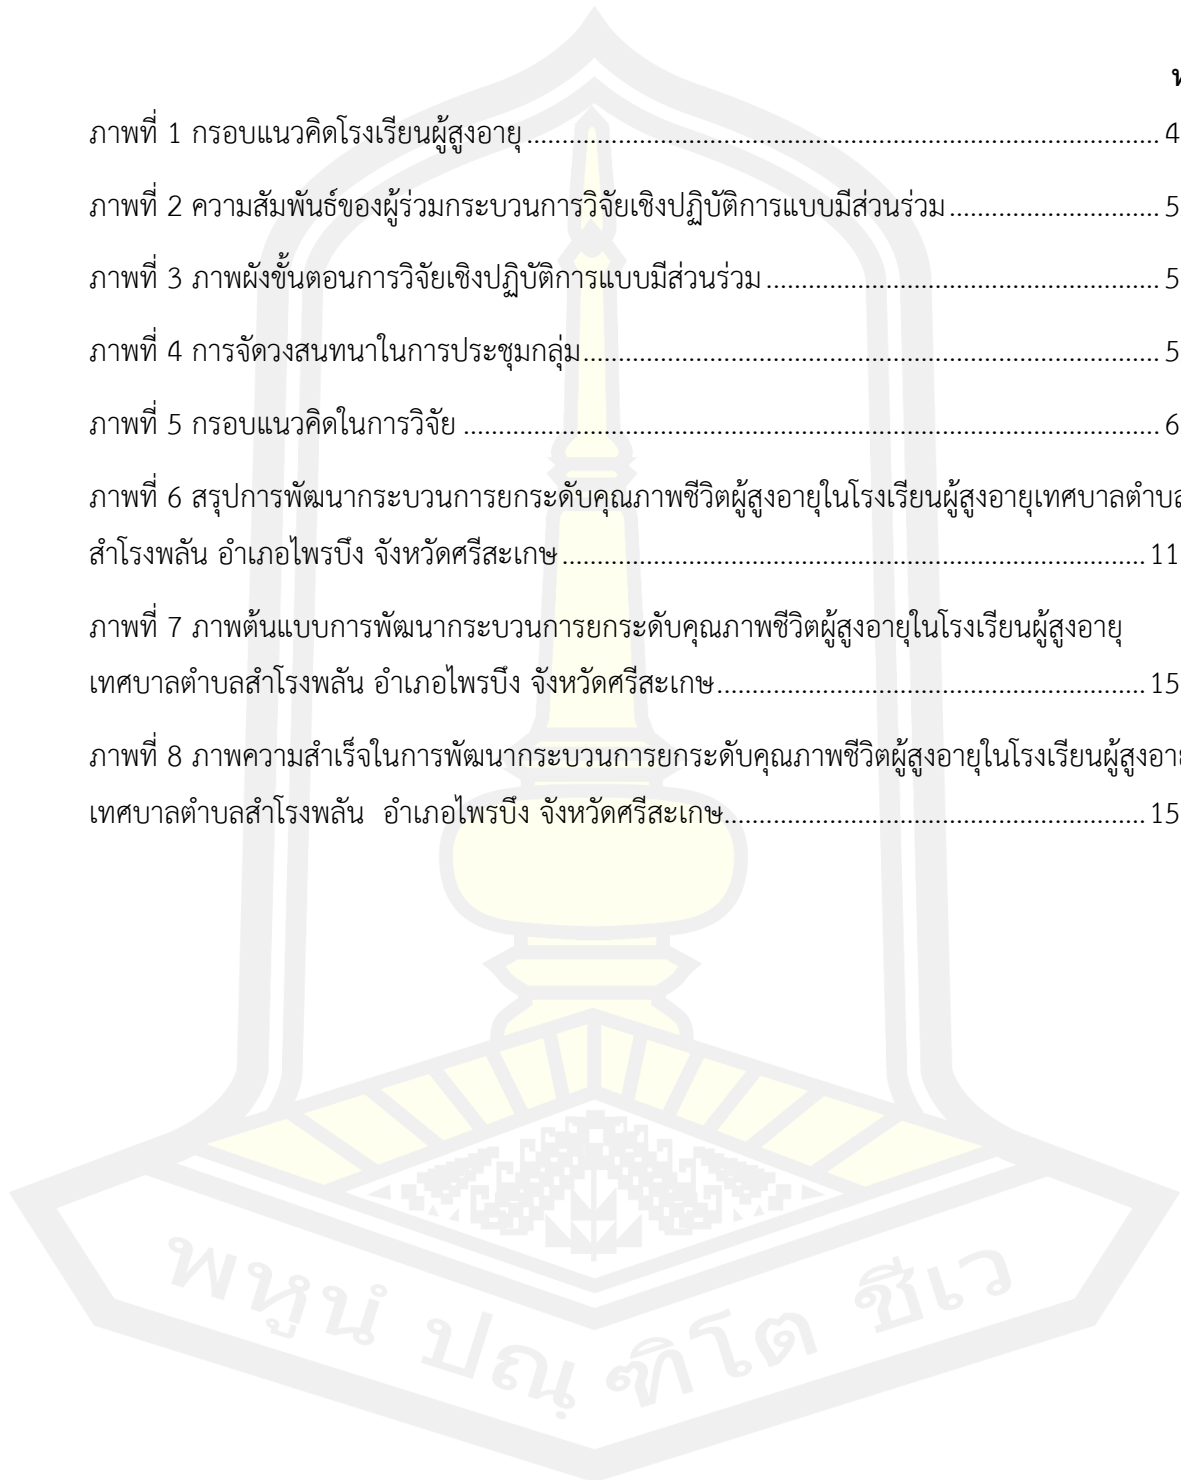 ภาพที่ 1 กรอบแนวคิดโรงเรียนผู้สูงอายุ ........ 4
ภาพที่ 2 ความสัมพันธ์ของผู้ร่วมกระบวนการวิจัยเชิงปฏิบัติการแบบมีส่วนร่วม ........ 5
ภาพที่ 3 ภาพผังขั้นตอนการวิจัยเชิงปฏิบัติการแบบมีส่วนร่วม ........ 5
ภาพที่ 4 การจัดวงสนทนาในการประชุมกลุ่ม ........ 5
ภาพที่ 5 กรอบแนวคิดในการวิจัย ........ 6
ภาพที่ 6 สรุปการพัฒนากระบวนการยกระดับคุณภาพชีวิตผู้สูงอายุในโรงเรียนผู้สูงอายุเทศบาลตำบล
สำโรงพลัน อำเภอไพรบึง จังหวัดศรีสะเกษ ........ 11
ภาพที่ 7 ภาพต้นแบบการพัฒนากระบวนการยกระดับคุณภาพชีวิตผู้สูงอายุในโรงเรียนผู้สูงอายุ
เทศบาลตำบลสำโรงพลัน อำเภอไพรบึง จังหวัดศรีสะเกษ ........ 15
ภาพที่ 8 ภาพความสำเร็จในการพัฒนากระบวนการยกระดับคุณภาพชีวิตผู้สูงอายุในโรงเรียนผู้สูงอายุ
เทศบาลตำบลสำโรงพลัน อำเภอไพรบึง จังหวัดศรีสะเกษ ........ 15
พหูนํ ปณฺฑิโต ชีเว